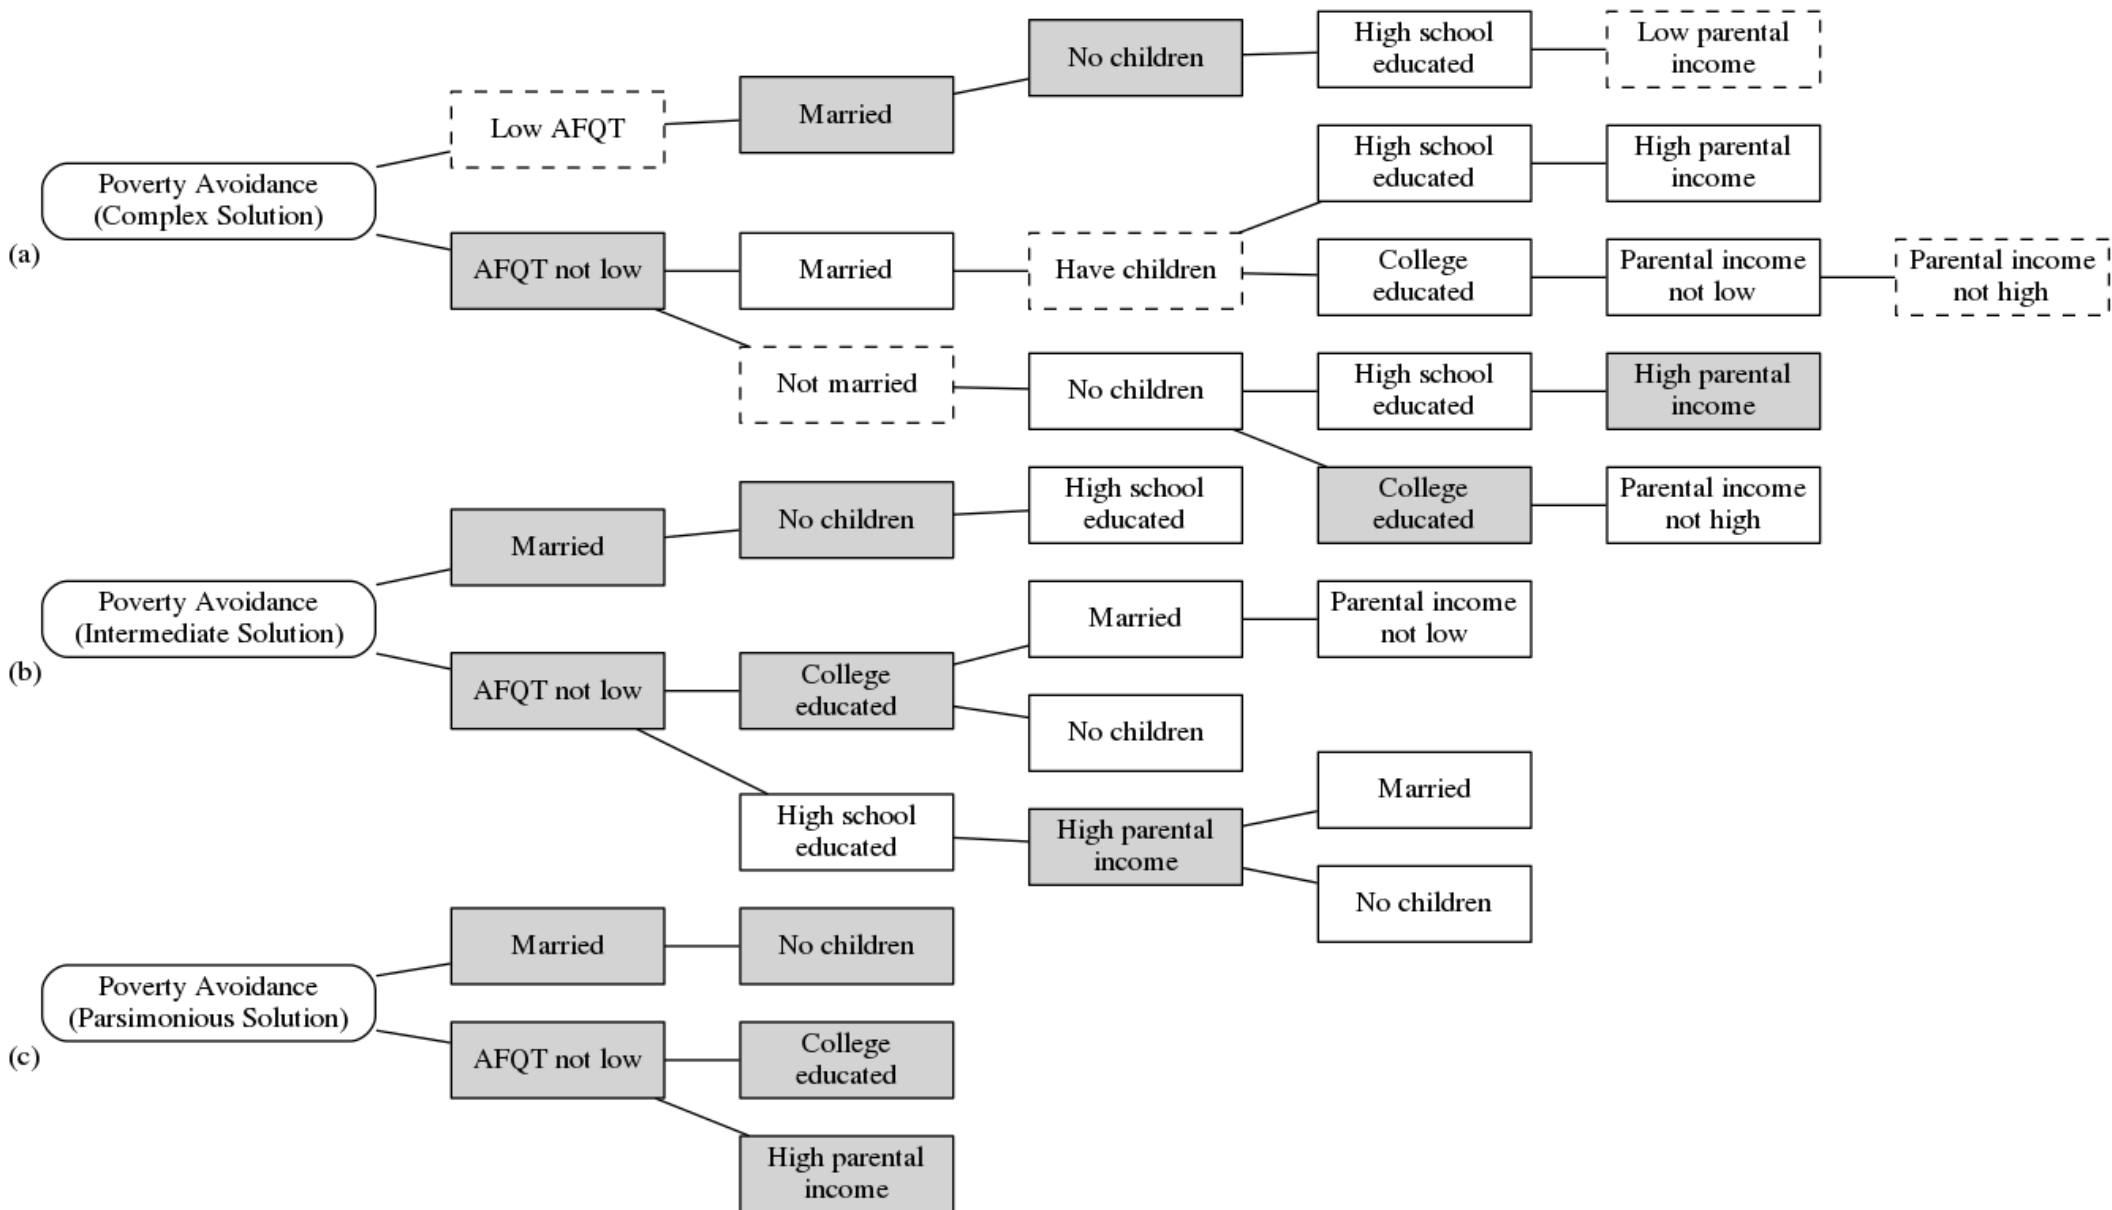 (a)
Poverty Avoidance
(Complex Solution)
Low AFQT
Married
No children
High school
educated
Low parental
income
AFQT not low
Married
Have children
High school
educated
High parental
income
College
educated
Parental income
not low
Parental income
not high
Not married
No children
High school
educated
High parental
income
College
educated
Parental income
not high
(b)
Poverty Avoidance
(Intermediate Solution)
Married
No children
High school
educated
AFQT not low
College
educated
Married
Parental income
not low
No children
High school
educated
High parental
income
Married
No children
(c)
Poverty Avoidance
(Parsimonious Solution)
Married
No children
AFQT not low
College
educated
High parental
income